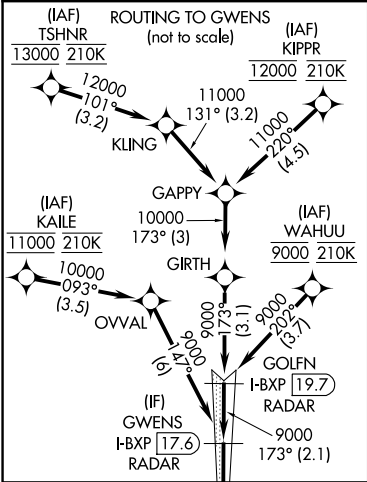 ROUTING TO GWENS
(not to scale)
(IAF)
TSHNR
13000 210K
(IAF)
KIPPR
12000 210K
12000
101°
(3.2)
11000
131° (3.2)
KLING
11000
220°
(4.5)
GAPPY
(IAF)
KAILE
11000 210K
10000
173° (3)
(IAF)
WAHUU
9000 210K
10000
093°
(3.5)
GIRTH
OVVAL
9000
173°
(3.1)
9000
202°
(3.7)
9000
147°
(6)
GOLFN
I-BXP 19.7
RADAR
(IF)
GWENS
I-BXP 17.6
RADAR
9000
173° (2.1)